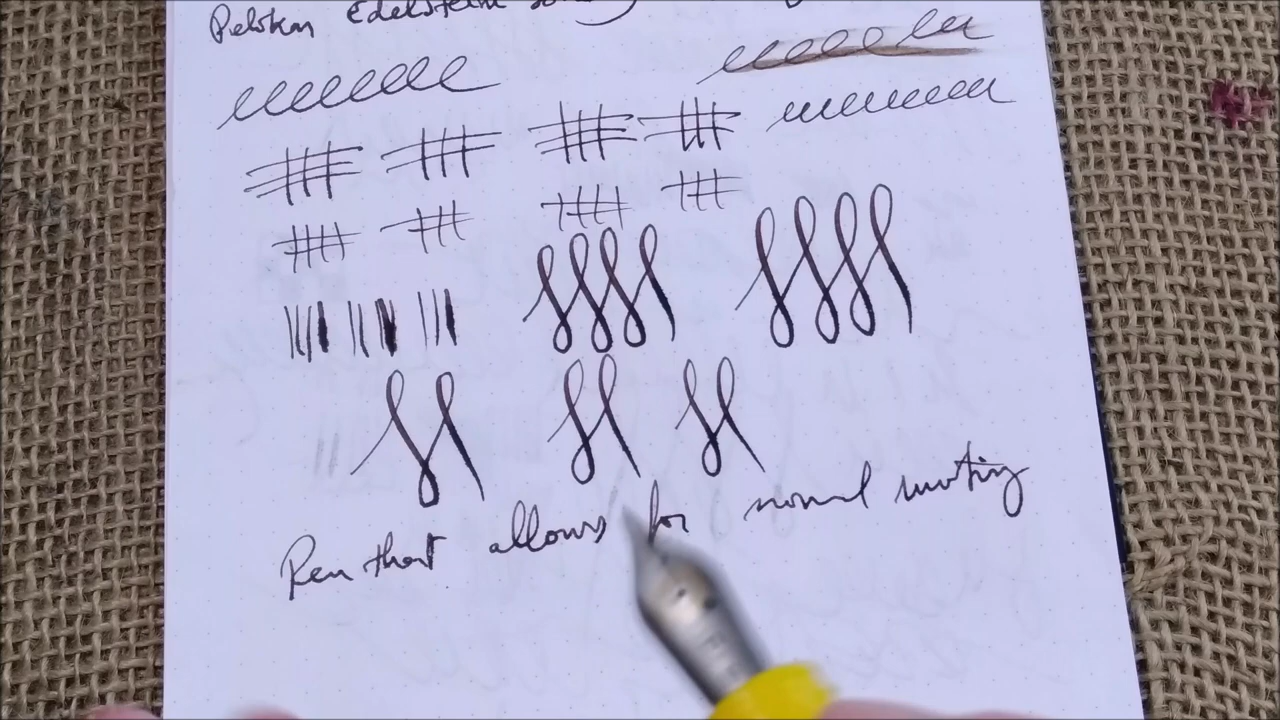 Pelikan Edelstein
Pen that allows for normal writing